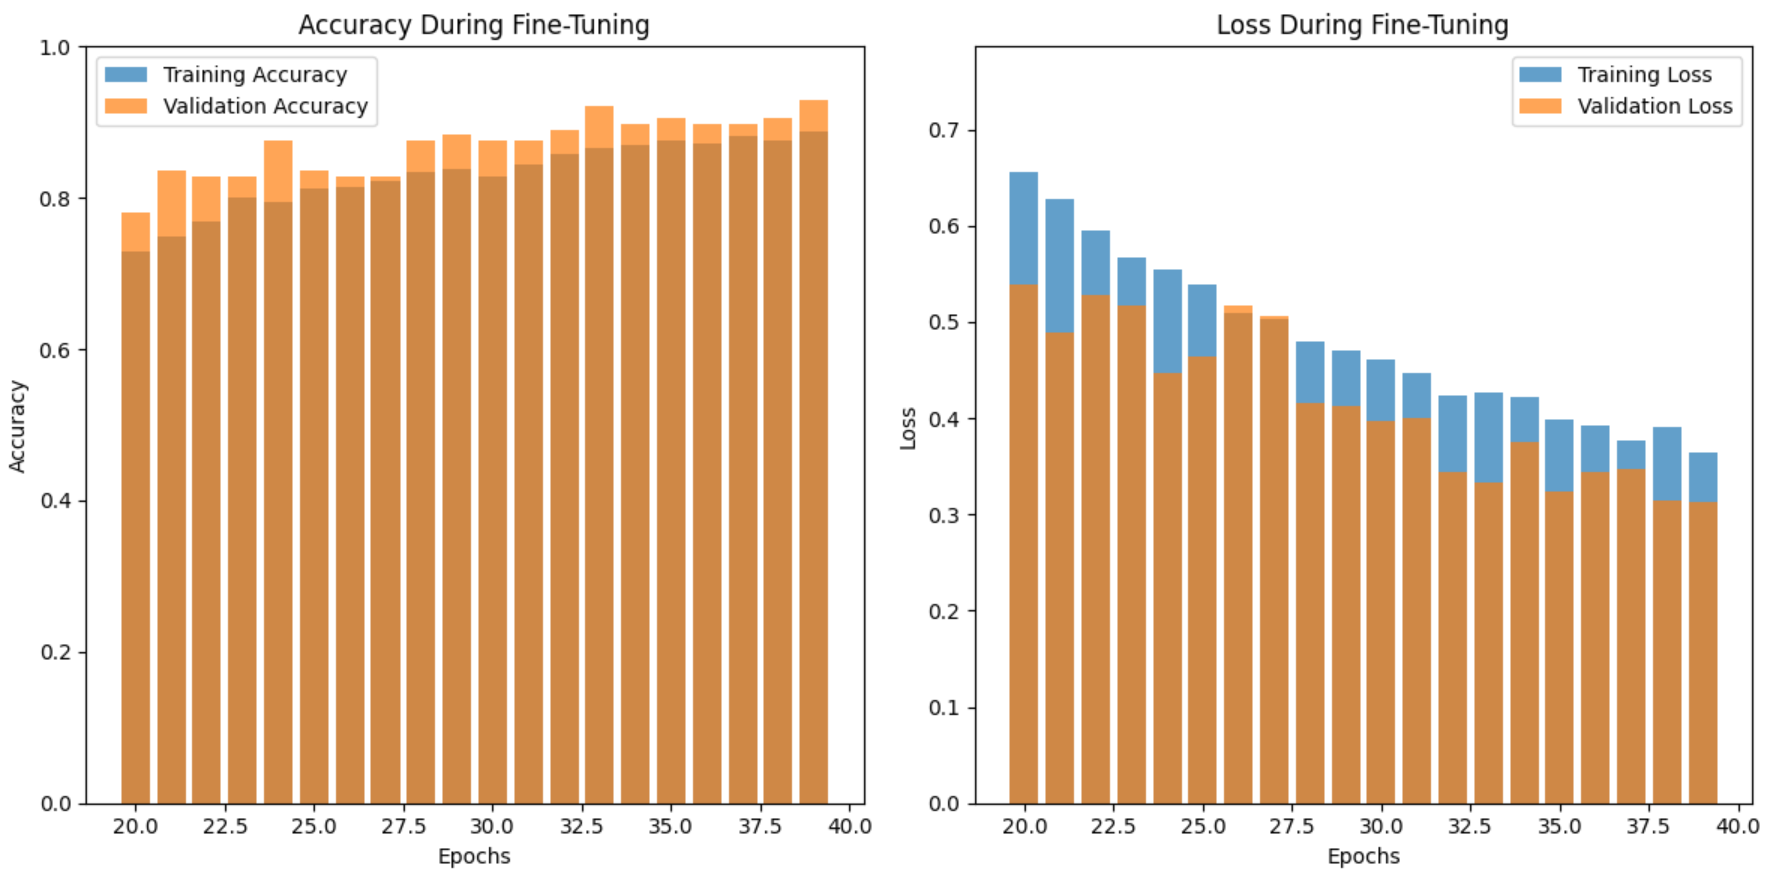 Accuracy During Fine-Tuning
1.0
0.8
0.6
0.4
0.2
0.0
Accuracy
Training Accuracy
Validation Accuracy
20.0 22.5 25.0 27.5 30.0 32.5 35.0 37.5 40.0
Epochs
Loss During Fine-Tuning
0.7
0.6
0.5
0.4
0.3
0.2
0.1
0.0
Loss
Training Loss
Validation Loss
20.0 22.5 25.0 27.5 30.0 32.5 35.0 37.5 40.0
Epochs